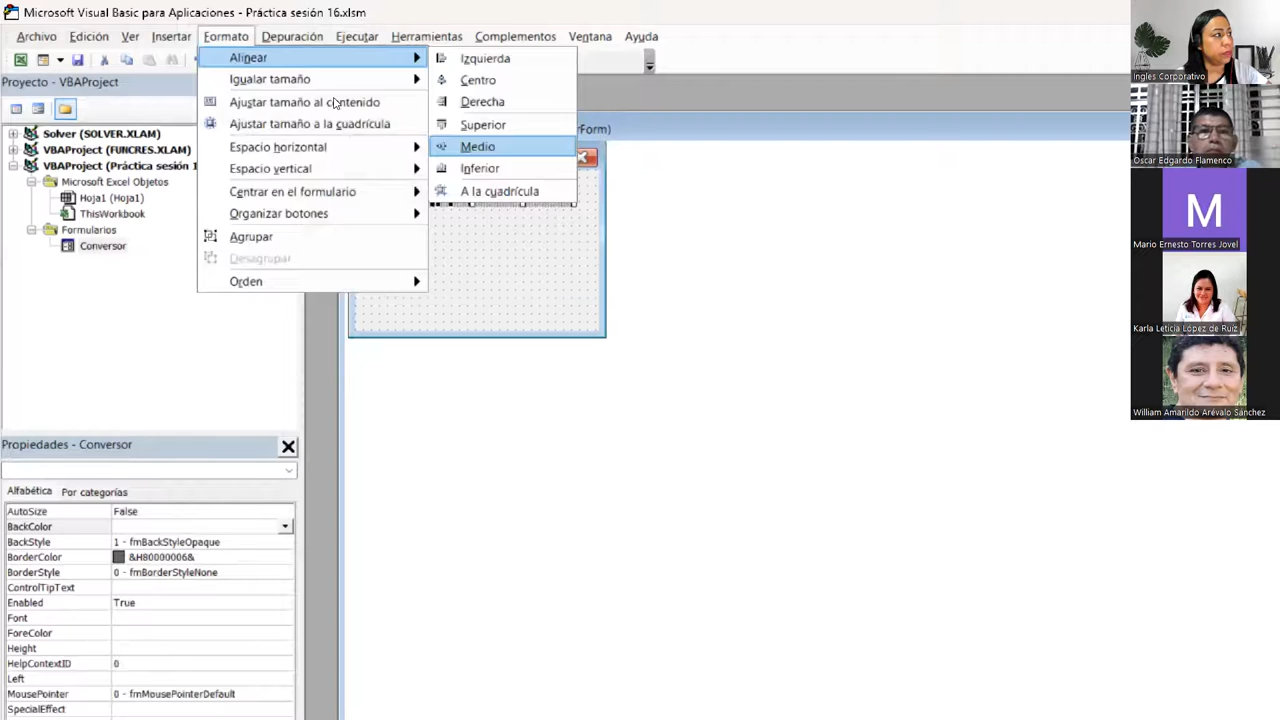 Microsoft Visual Basic para Aplicaciones - Práctica sesión 16.xlsm
Archivo Edición Ver Insertar Formato Depuración Ejecutar Herramientas Complementos Ventana Ayuda
Proyecto - VBAProject
Solver (SOLVER.XLAM)
VBAProject (FUNCRES.XLAM)
VBAProject (Práctica sesión 1
Microsoft Excel Objetos
Hoja1 (Hoja1)
ThisWorkbook
Formularios
Conversor
Alinear
Igualar tamaño
Ajustar tamaño al contenido
Ajustar tamaño a la cuadrícula
Espacio horizontal
Espacio vertical
Centrar en el formulario
Organizar botones
Agrupar
Desagrupar
Orden
Izquierda
Centro
Derecha
Superior
Medio
Inferior
A la cuadrícula
rForm)
Propiedades - Conversor
Alfabética Por categorías
AutoSize False
BackColor
BackStyle 1 - fmBackStyleOpaque
BorderColor &H80000006&
BorderStyle 0 - fmBorderStyleNone
ControlTipText
Enabled True
Font
ForeColor
Height
HelpContextID 0
Left
MousePointer 0 - fmMousePointerDefault
SpecialEffect
Ingles Corporativo
Oscar Edgardo Flamenco
M
Mario Ernesto Torres Jovel
Karla Leticia López de Ruiz
William Amarildo Arévalo Sánchez